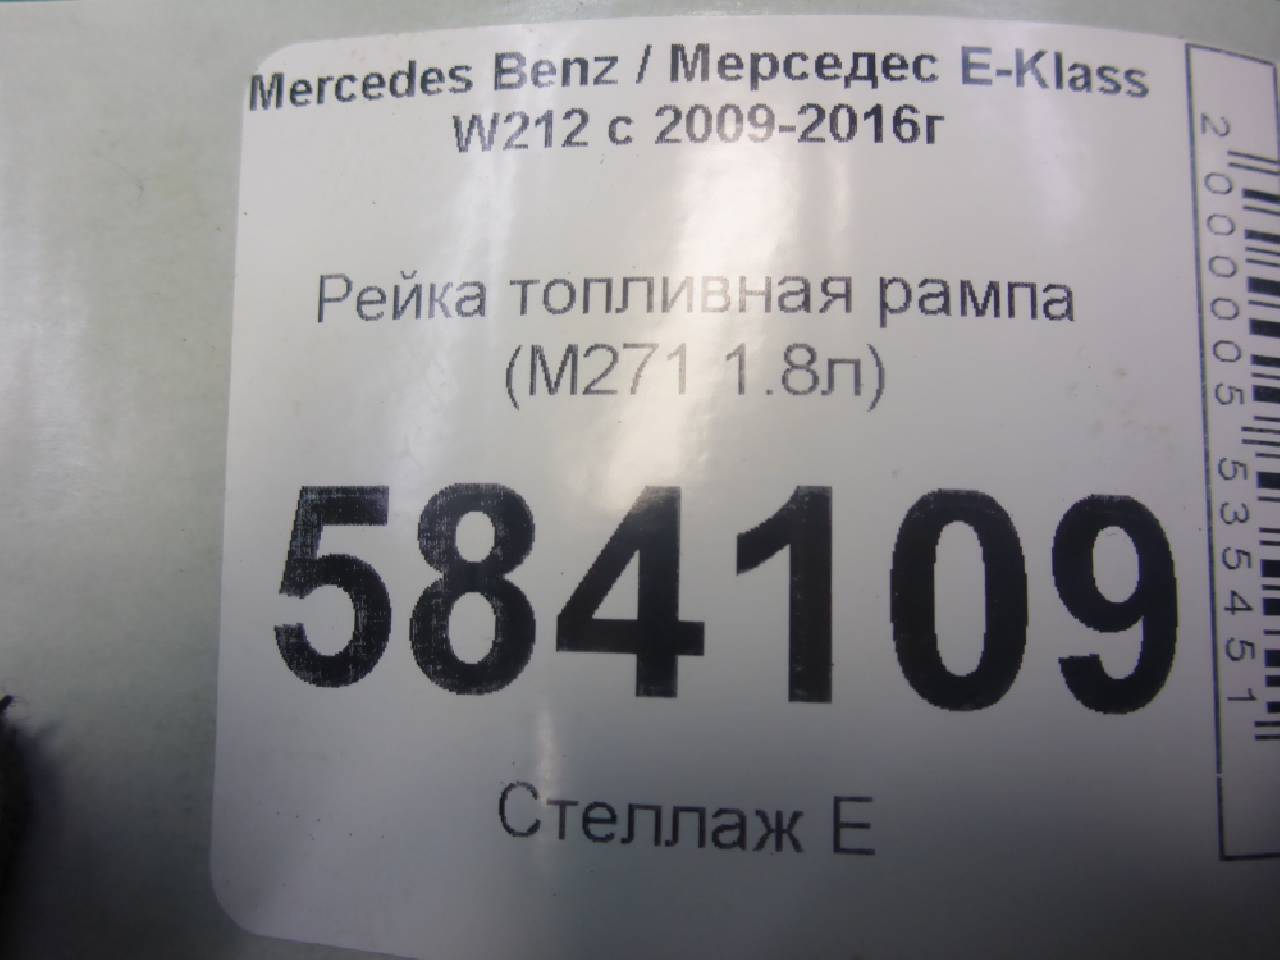 Mercedes Benz / Мерседес E-Klass
W212 с 2009-2016г
Рейка топливная рампа
(M271 1.8л)
584109
Стеллаж Е
2000005535451